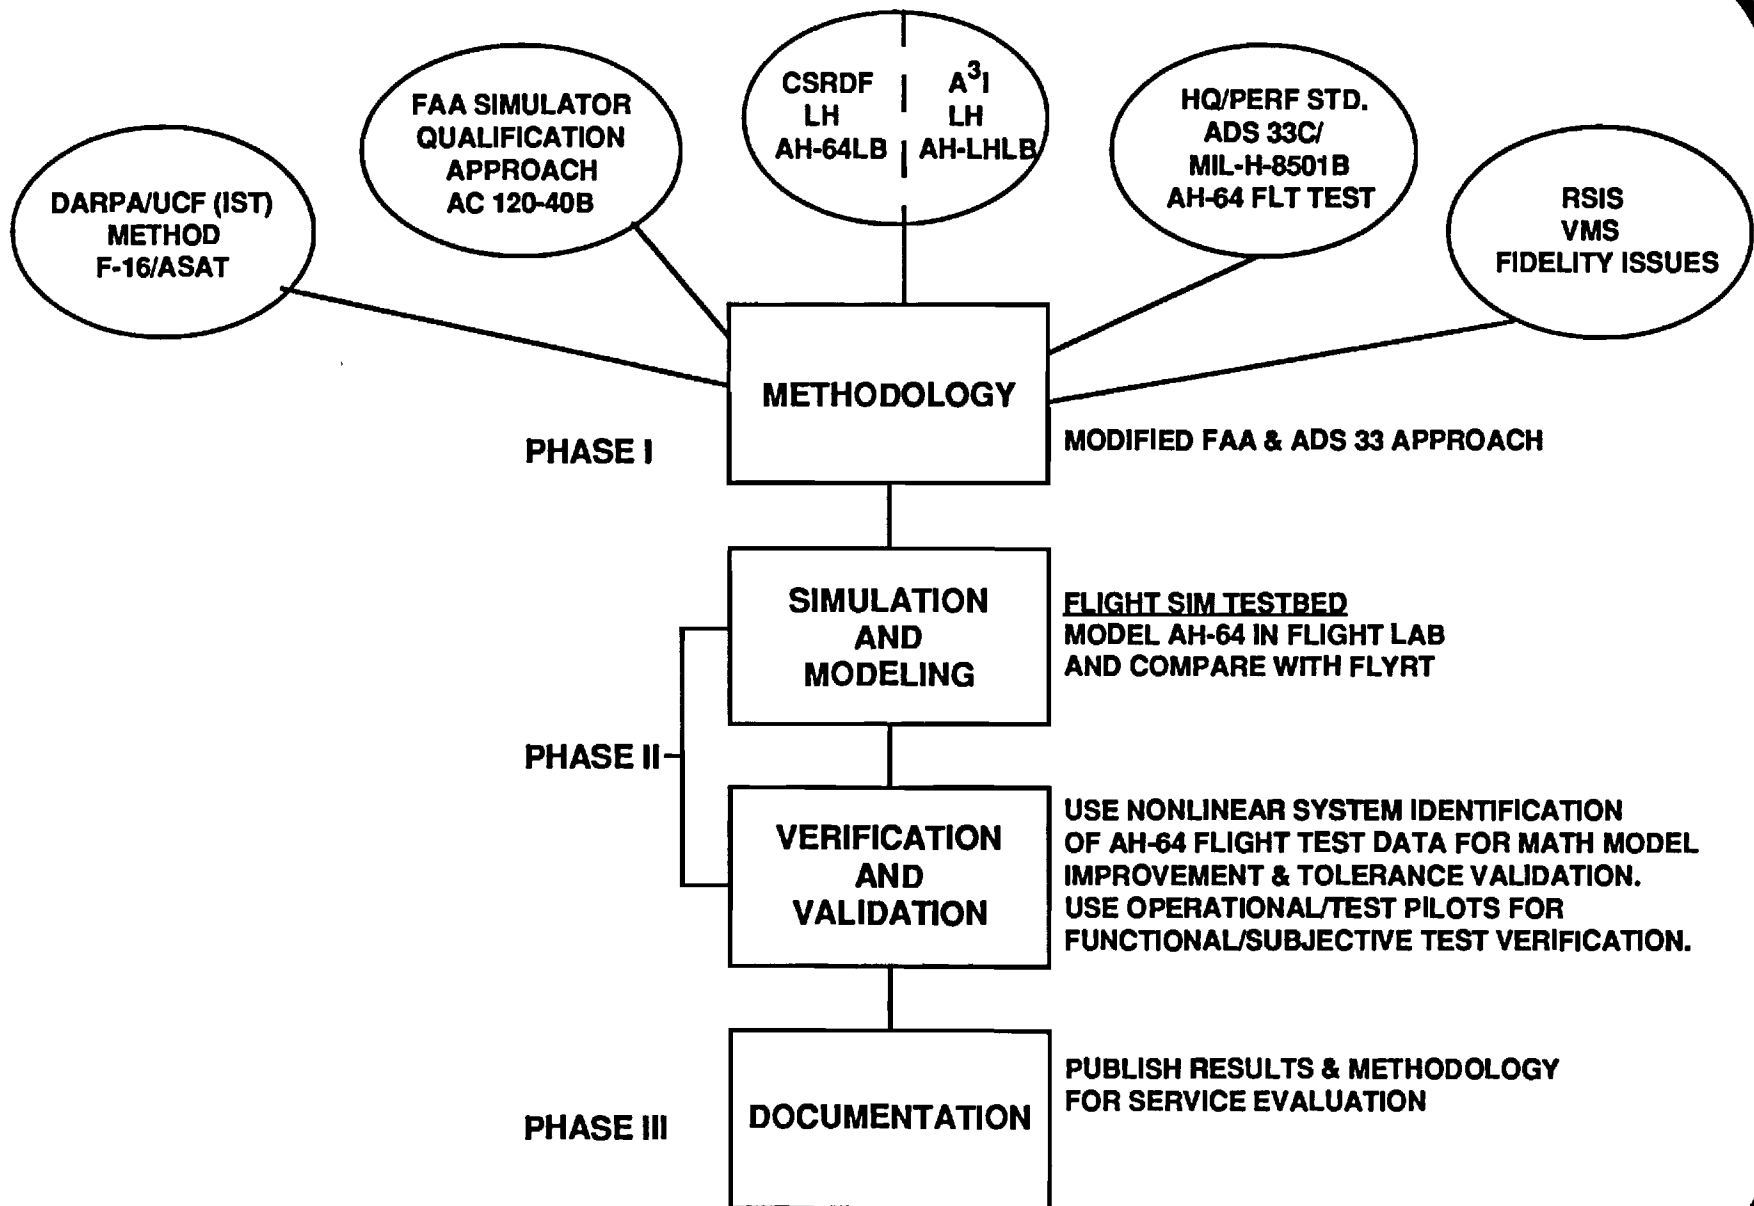 DARPA/UCF (IST)
METHOD
F-16/ASAT
FAA SIMULATOR
QUALIFICATION
APPROACH
AC 120-40B
CSRDF
LH
AH-64LB
A³I
LH
AH-LHLB
HQ/PERF STD.
ADS 33C/
MIL-H-8501B
AH-64 FLT TEST
RSIS
VMS
FIDELITY ISSUES
PHASE I
METHODOLOGY
MODIFIED FAA & ADS 33 APPROACH
PHASE II
SIMULATION
AND
MODELING
FLIGHT SIM TESTBED
MODEL AH-64 IN FLIGHT LAB
AND COMPARE WITH FLYRT
VERIFICATION
AND
VALIDATION
USE NONLINEAR SYSTEM IDENTIFICATION
OF AH-64 FLIGHT TEST DATA FOR MATH MODEL
IMPROVEMENT & TOLERANCE VALIDATION.
USE OPERATIONAL/TEST PILOTS FOR
FUNCTIONAL/SUBJECTIVE TEST VERIFICATION.
PHASE III
DOCUMENTATION
PUBLISH RESULTS & METHODOLOGY
FOR SERVICE EVALUATION